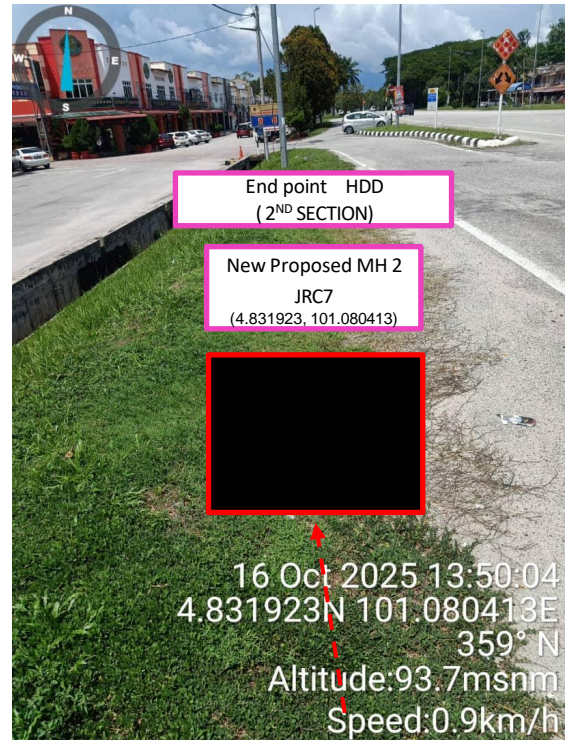 N
W E
S
End point HDD
( 2ND SECTION)
New Proposed MH 2
JRC7
(4.831923, 101.080413)
16 Oct 2025 13:50:04
4.831923N 101.080413E
359° N
Altitude:93.7msnm
Speed:0.9km/h